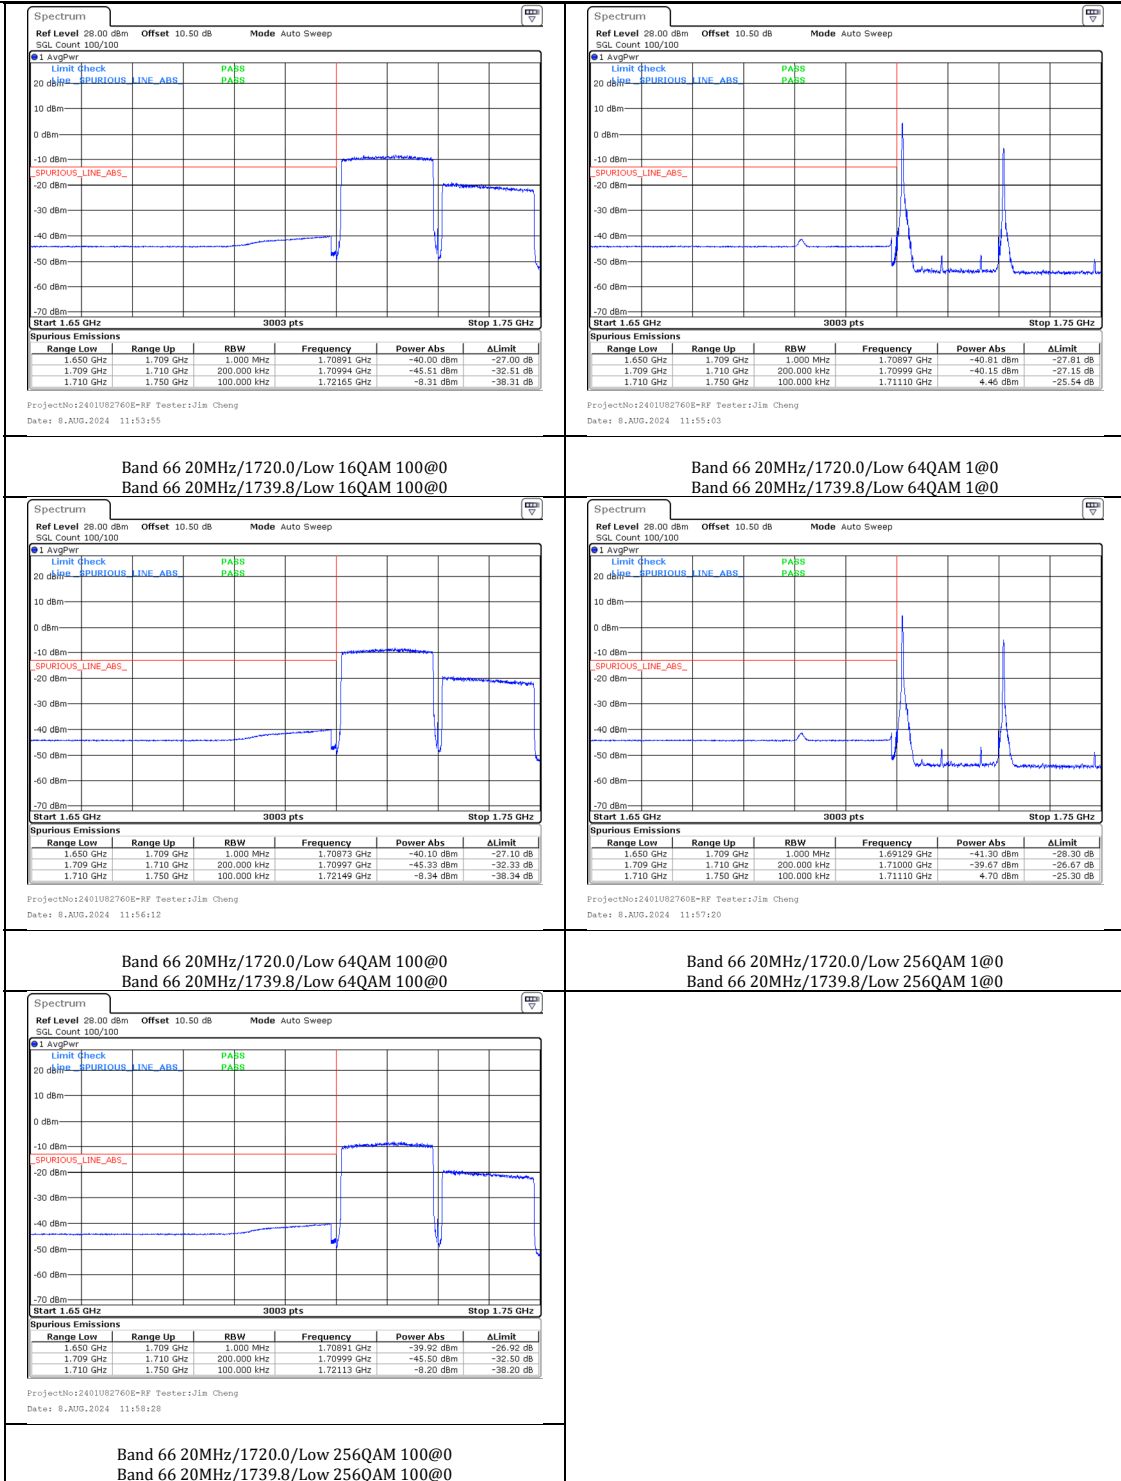 Spectrum
Ref Level 28.00 dBm Offset 10.50 dB Mode Auto Sweep
SGL Count 100/100
1 AvgPwr
Limit Check PASS
Line _SPURIOUS_LINE_ABS_ PASS
20 dBm
10 dBm
0 dBm
-10 dBm
_SPURIOUS_LINE_ABS_
-20 dBm
-30 dBm
-40 dBm
-50 dBm
-60 dBm
-70 dBm
Start 1.65 GHz 3003 pts Stop 1.75 GHz
Spurious Emissions
Range Low Range Up RBW Frequency Power Abs ΔLimit
1.650 GHz 1.709 GHz 1.000 MHz 1.70891 GHz -40.00 dBm -27.00 dB
1.709 GHz 1.710 GHz 200.000 kHz 1.70994 GHz -45.51 dBm -32.51 dB
1.710 GHz 1.750 GHz 100.000 kHz 1.72165 GHz -8.31 dBm -38.31 dB
ProjectNo:2401U82760E-RF Tester:Jim Cheng
Date: 8.AUG.2024 11:53:55
Band 66 20MHz/1720.0/Low 16QAM 100@0
Band 66 20MHz/1739.8/Low 16QAM 100@0
Spectrum
Ref Level 28.00 dBm Offset 10.50 dB Mode Auto Sweep
SGL Count 100/100
1 AvgPwr
Limit Check PASS
Line _SPURIOUS_LINE_ABS_ PASS
20 dBm
10 dBm
0 dBm
-10 dBm
_SPURIOUS_LINE_ABS_
-20 dBm
-30 dBm
-40 dBm
-50 dBm
-60 dBm
-70 dBm
Start 1.65 GHz 3003 pts Stop 1.75 GHz
Spurious Emissions
Range Low Range Up RBW Frequency Power Abs ΔLimit
1.650 GHz 1.709 GHz 1.000 MHz 1.70897 GHz -40.81 dBm -27.81 dB
1.709 GHz 1.710 GHz 200.000 kHz 1.70999 GHz -40.15 dBm -27.15 dB
1.710 GHz 1.750 GHz 100.000 kHz 1.71110 GHz 4.46 dBm -25.54 dB
ProjectNo:2401U82760E-RF Tester:Jim Cheng
Date: 8.AUG.2024 11:55:03
Band 66 20MHz/1720.0/Low 64QAM 1@0
Band 66 20MHz/1739.8/Low 64QAM 1@0
Spectrum
Ref Level 28.00 dBm Offset 10.50 dB Mode Auto Sweep
SGL Count 100/100
1 AvgPwr
Limit Check PASS
Line _SPURIOUS_LINE_ABS_ PASS
20 dBm
10 dBm
0 dBm
-10 dBm
_SPURIOUS_LINE_ABS_
-20 dBm
-30 dBm
-40 dBm
-50 dBm
-60 dBm
-70 dBm
Start 1.65 GHz 3003 pts Stop 1.75 GHz
Spurious Emissions
Range Low Range Up RBW Frequency Power Abs ΔLimit
1.650 GHz 1.709 GHz 1.000 MHz 1.70873 GHz -40.10 dBm -27.10 dB
1.709 GHz 1.710 GHz 200.000 kHz 1.70997 GHz -45.33 dBm -32.33 dB
1.710 GHz 1.750 GHz 100.000 kHz 1.72149 GHz -8.34 dBm -38.34 dB
ProjectNo:2401U82760E-RF Tester:Jim Cheng
Date: 8.AUG.2024 11:56:12
Band 66 20MHz/1720.0/Low 64QAM 100@0
Band 66 20MHz/1739.8/Low 64QAM 100@0
Spectrum
Ref Level 28.00 dBm Offset 10.50 dB Mode Auto Sweep
SGL Count 100/100
1 AvgPwr
Limit Check PASS
Line _SPURIOUS_LINE_ABS_ PASS
20 dBm
10 dBm
0 dBm
-10 dBm
_SPURIOUS_LINE_ABS_
-20 dBm
-30 dBm
-40 dBm
-50 dBm
-60 dBm
-70 dBm
Start 1.65 GHz 3003 pts Stop 1.75 GHz
Spurious Emissions
Range Low Range Up RBW Frequency Power Abs ΔLimit
1.650 GHz 1.709 GHz 1.000 MHz 1.69129 GHz -41.30 dBm -28.30 dB
1.709 GHz 1.710 GHz 200.000 kHz 1.71000 GHz -39.67 dBm -26.67 dB
1.710 GHz 1.750 GHz 100.000 kHz 1.71110 GHz 4.70 dBm -25.30 dB
ProjectNo:2401U82760E-RF Tester:Jim Cheng
Date: 8.AUG.2024 11:57:20
Band 66 20MHz/1720.0/Low 256QAM 1@0
Band 66 20MHz/1739.8/Low 256QAM 1@0
Spectrum
Ref Level 28.00 dBm Offset 10.50 dB Mode Auto Sweep
SGL Count 100/100
1 AvgPwr
Limit Check PASS
Line _SPURIOUS_LINE_ABS_ PASS
20 dBm
10 dBm
0 dBm
-10 dBm
_SPURIOUS_LINE_ABS_
-20 dBm
-30 dBm
-40 dBm
-50 dBm
-60 dBm
-70 dBm
Start 1.65 GHz 3003 pts Stop 1.75 GHz
Spurious Emissions
Range Low Range Up RBW Frequency Power Abs ΔLimit
1.650 GHz 1.709 GHz 1.000 MHz 1.70891 GHz -39.92 dBm -26.92 dB
1.709 GHz 1.710 GHz 200.000 kHz 1.70999 GHz -45.50 dBm -32.50 dB
1.710 GHz 1.750 GHz 100.000 kHz 1.72113 GHz -8.20 dBm -38.20 dB
ProjectNo:2401U82760E-RF Tester:Jim Cheng
Date: 8.AUG.2024 11:58:28
Band 66 20MHz/1720.0/Low 256QAM 100@0
Band 66 20MHz/1739.8/Low 256QAM 100@0